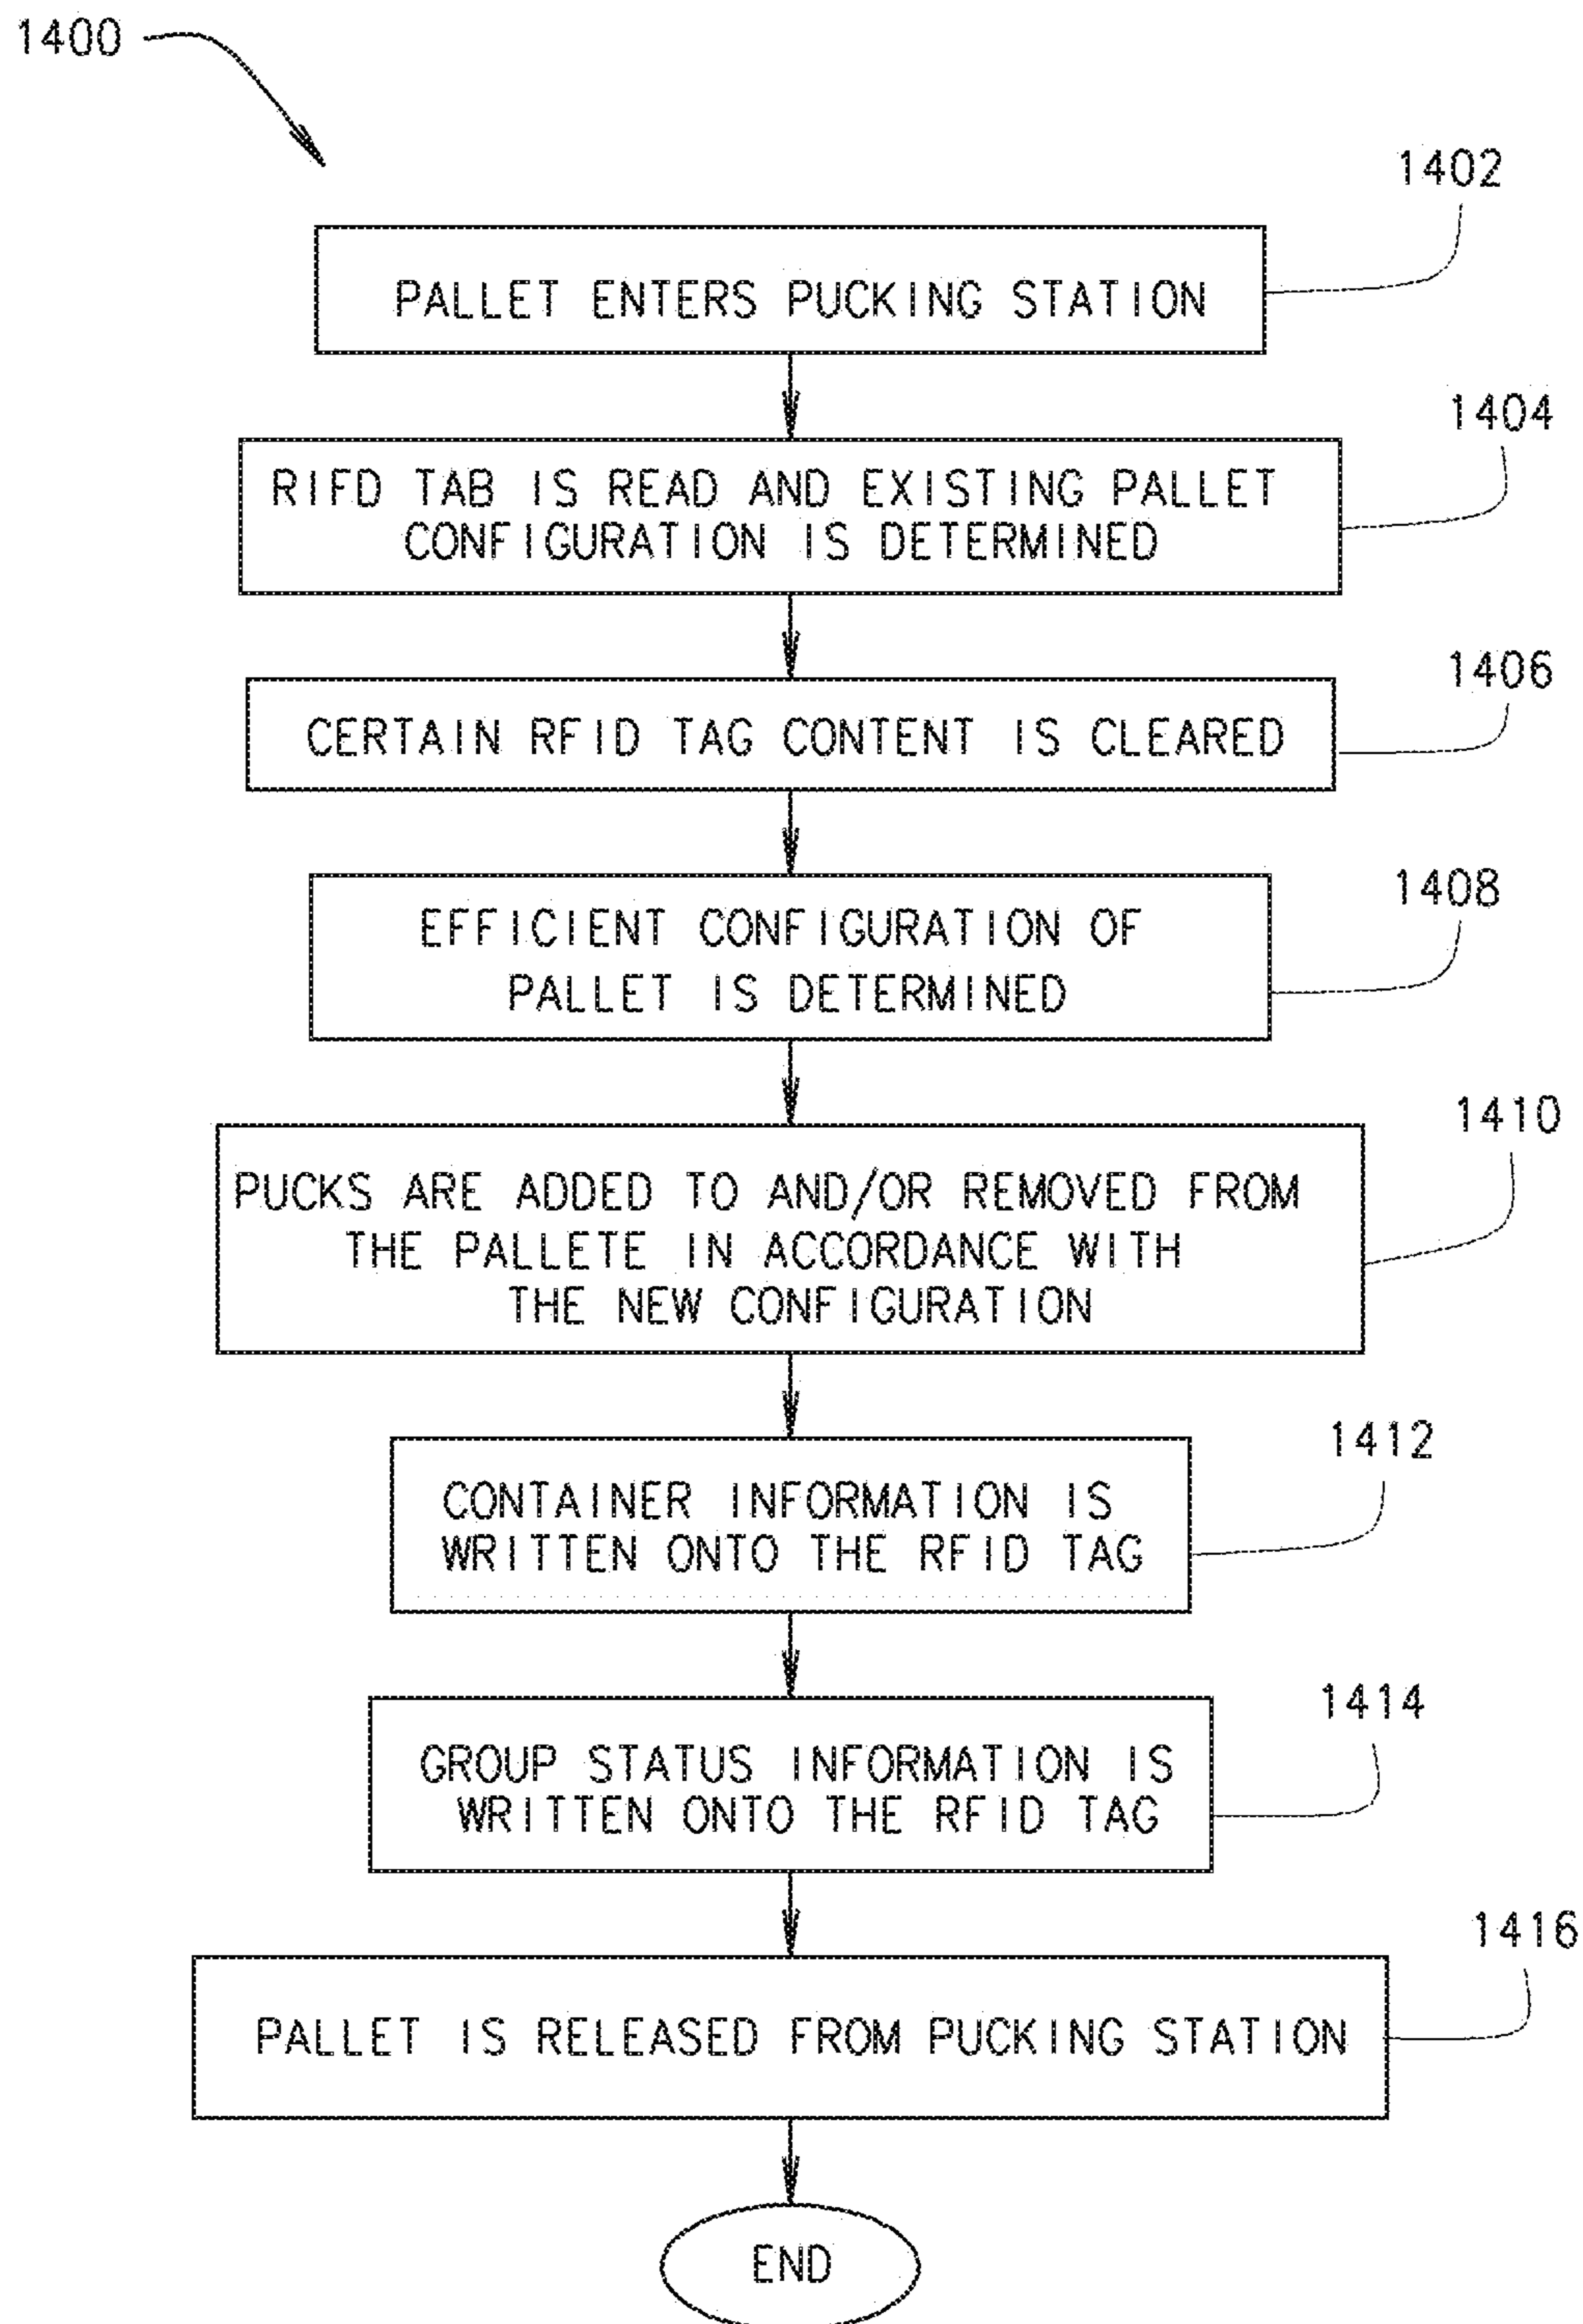 1400
1402
PALLET ENTERS PUCKING STATION
1404
RIFD TAB IS READ AND EXISTING PALLET
CONFIGURATION IS DETERMINED
1406
CERTAIN RFID TAG CONTENT IS CLEARED
1408
EFFICIENT CONFIGURATION OF
PALLET IS DETERMINED
1410
PUCKS ARE ADDED TO AND/OR REMOVED FROM
THE PALLETE IN ACCORDANCE WITH
THE NEW CONFIGURATION
1412
CONTAINER INFORMATION IS
WRITTEN ONTO THE RFID TAG
1414
GROUP STATUS INFORMATION IS
WRITTEN ONTO THE RFID TAG
1416
PALLET IS RELEASED FROM PUCKING STATION
END